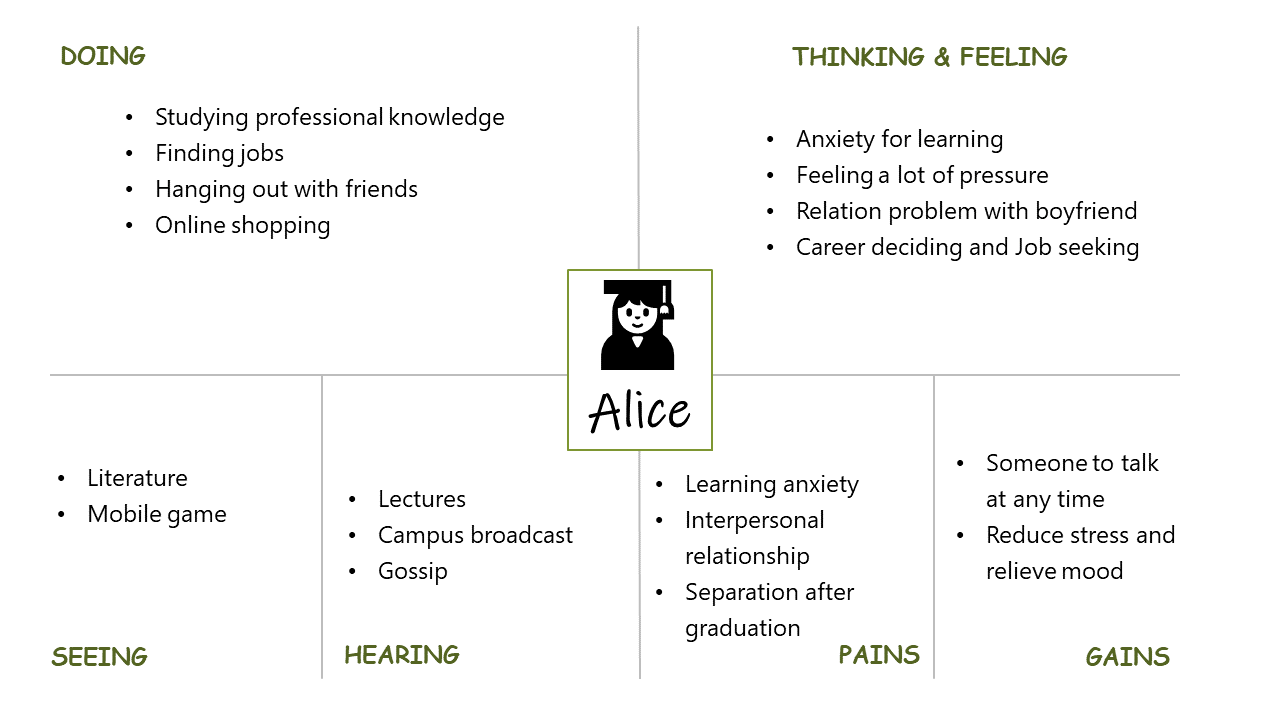 DOING
• Studying professional knowledge
• Finding jobs
• Hanging out with friends
• Online shopping
THINKING & FEELING
• Anxiety for learning
• Feeling a lot of pressure
• Relation problem with boyfriend
• Career deciding and Job seeking
Alice
• Literature
• Mobile game
SEEING
• Lectures
• Campus broadcast
• Gossip
HEARING
• Learning anxiety
• Interpersonal
relationship
• Separation after
graduation
PAINS
• Someone to talk
at any time
• Reduce stress and
relieve mood
GAINS